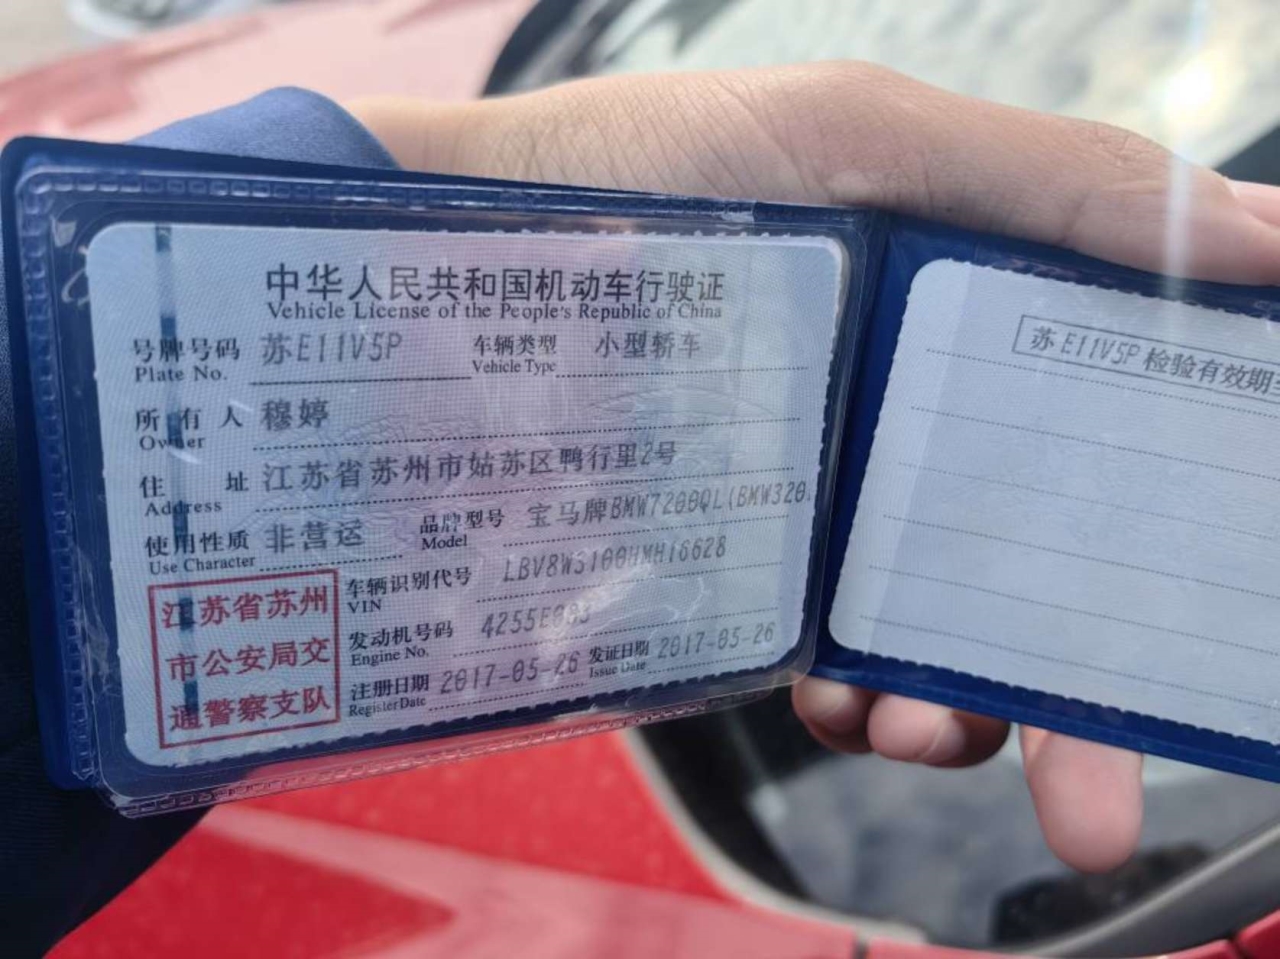 中华人民共和国机动车行驶证
Vehicle License of the People's Republic of China
号牌号码 苏E11V5P 车辆类型 小型轿车
Plate No. Vehicle Type
所有人 穆婷
Owner
住址 江苏省苏州市姑苏区鸭行里2号
Address
使用性质 非营运 品牌型号 宝马牌BMW7200QL(BMW320
Use Character Model
车辆识别代号
VIN
发动机号码
Engine No.
注册日期 2017-05-26 发证日期 2017-05-26
Register Date Issue Date
江苏省苏州
市公安局交
通警察支队
苏E11V5P检验有效期至